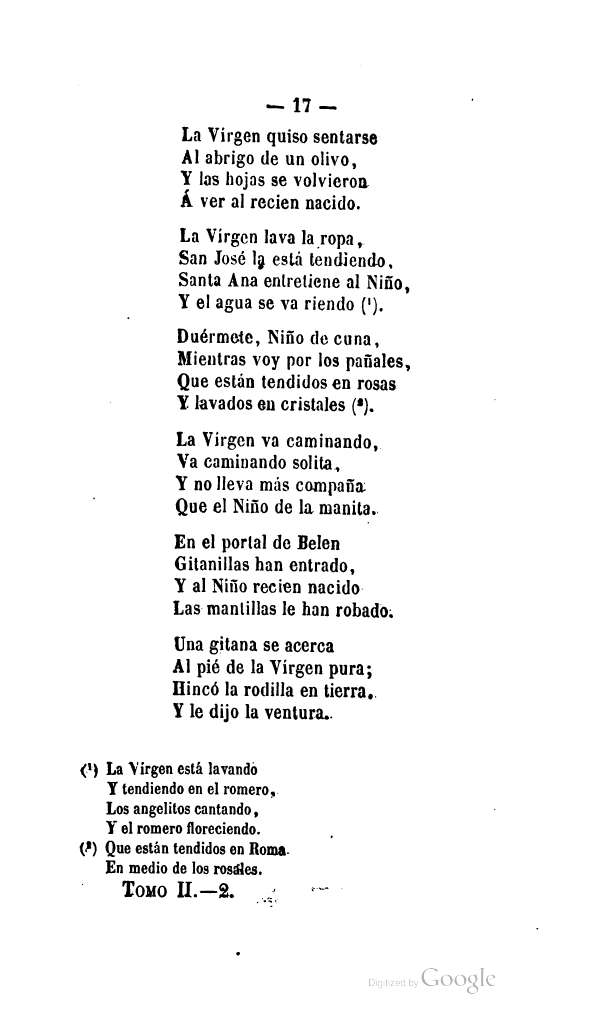 — 17 —
La Vírgen quiso sentarse
Al abrigo de un olivo,
Y las hojas se volvieron
Á ver al recien nacido.
La Vírgen lava la ropa,
San José la está tendiendo,
Santa Ana entretiene al Niño,
Y el agua se va riendo (¹).
Duérmete, Niño de cuna,
Mientras voy por los pañales,
Que están tendidos en rosas
Y lavados en cristales (²).
La Vírgen va caminando,
Va caminando solita,
Y no lleva más compaña
Que el Niño de la manita.
En el portal de Belen
Gitanillas han entrado,
Y al Niño recien nacido
Las mantillas le han robado.
Una gitana se acerca
Al pié de la Vírgen pura;
Hincó la rodilla en tierra.
Y le dijo la ventura.
(¹) La Vírgen está lavando
Y tendiendo en el romero,
Los angelitos cantando,
Y el romero floreciendo.
(²) Que están tendidos en Roma
En medio de los rosales.
Tomo II.—2.
Digitized by Google